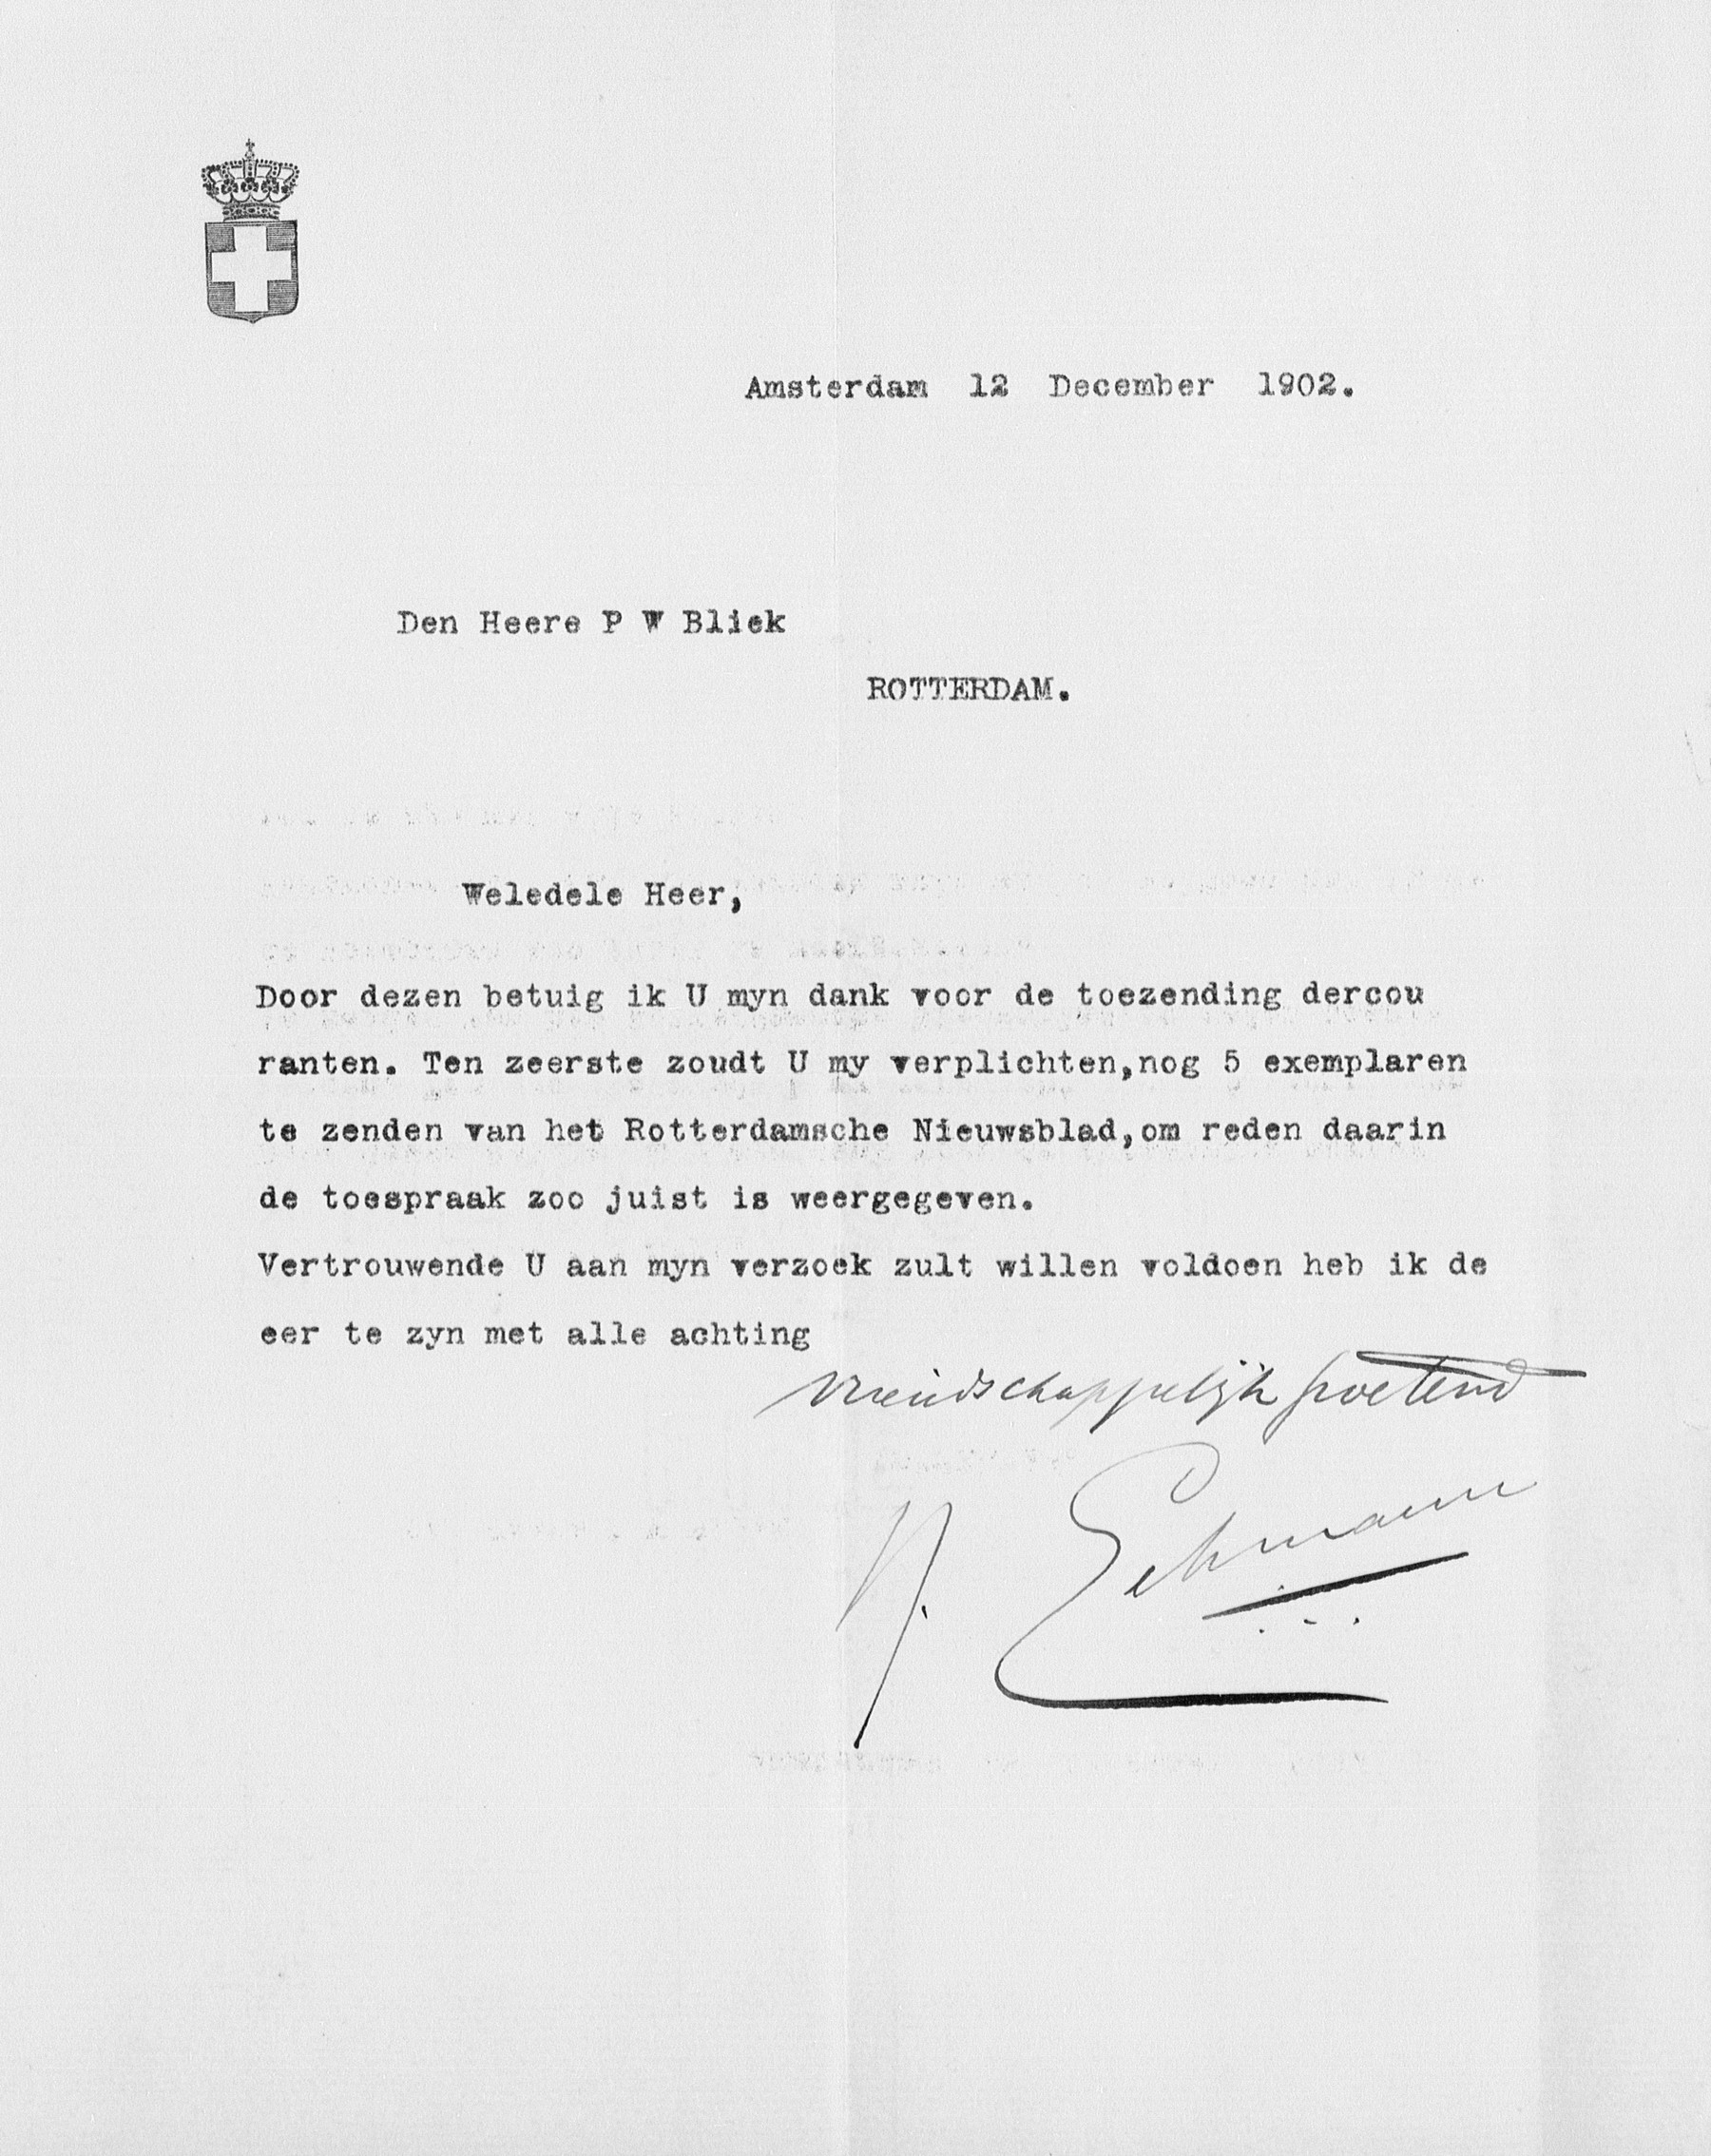 Amsterdam 12 December 1902.
Den Heere P W Bliek
ROTTERDAM.
Weledele Heer,
Door dezen betuig ik U myn dank voor de toezending dercou
ranten. Ten zeerste zoudt U my verplichten,nog 5 exemplaren
te zenden van het Rotterdamsche Nieuwsblad,om reden daarin
de toespraak zoo juist is weergegeven.
Vertrouwende U aan myn verzoek zult willen voldoen heb ik de
eer te zyn met alle achting
vriendschappelijk groetend